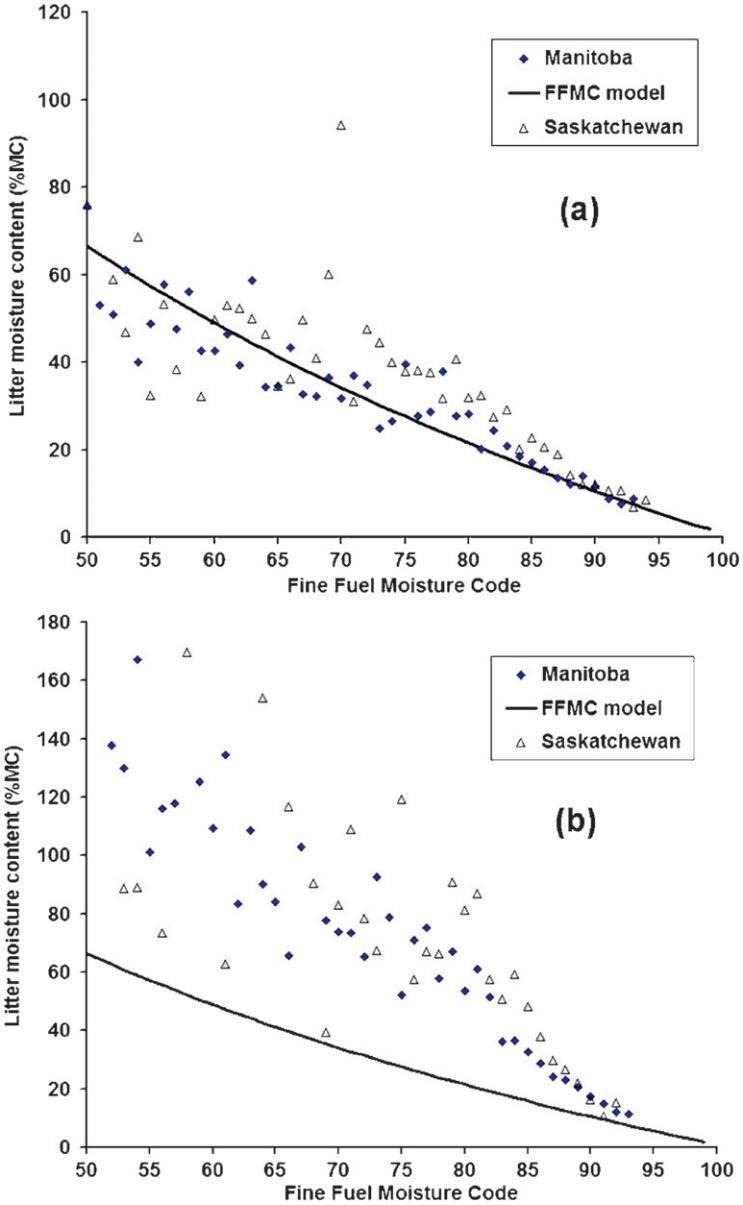 120
100
80
60
40
20
0
Litter moisture content (%MC)
Manitoba
FFMC model
Saskatchewan
(a)
50 55 60 65 70 75 80 85 90 95 100
Fine Fuel Moisture Code
180
160
140
120
100
80
60
40
20
0
Litter moisture content (%MC)
Manitoba
FFMC model
Saskatchewan
(b)
50 55 60 65 70 75 80 85 90 95 100
Fine Fuel Moisture Code